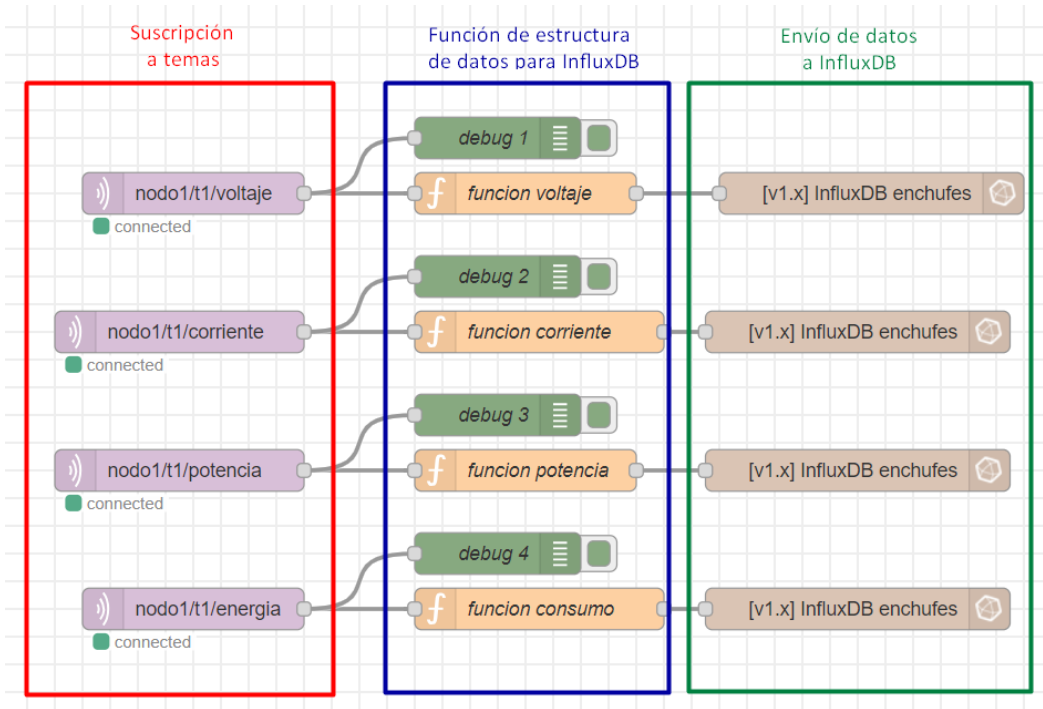 Suscripción
a temas
Función de estructura
de datos para InfluxDB
Envío de datos
a InfluxDB
debug 1
nodo1/t1/voltaje
funcion voltaje
[v1.x] InfluxDB enchufes
connected
debug 2
nodo1/t1/corriente
funcion corriente
[v1.x] InfluxDB enchufes
connected
debug 3
nodo1/t1/potencia
funcion potencia
[v1.x] InfluxDB enchufes
connected
debug 4
nodo1/t1/energia
funcion consumo
[v1.x] InfluxDB enchufes
connected